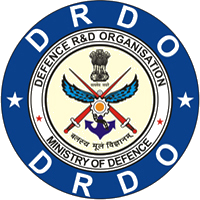 DRDO
DEFENCE R&D ORGANISATION
बलस्य मूलं विज्ञानम्
MINISTRY OF DEFENCE
DRDO